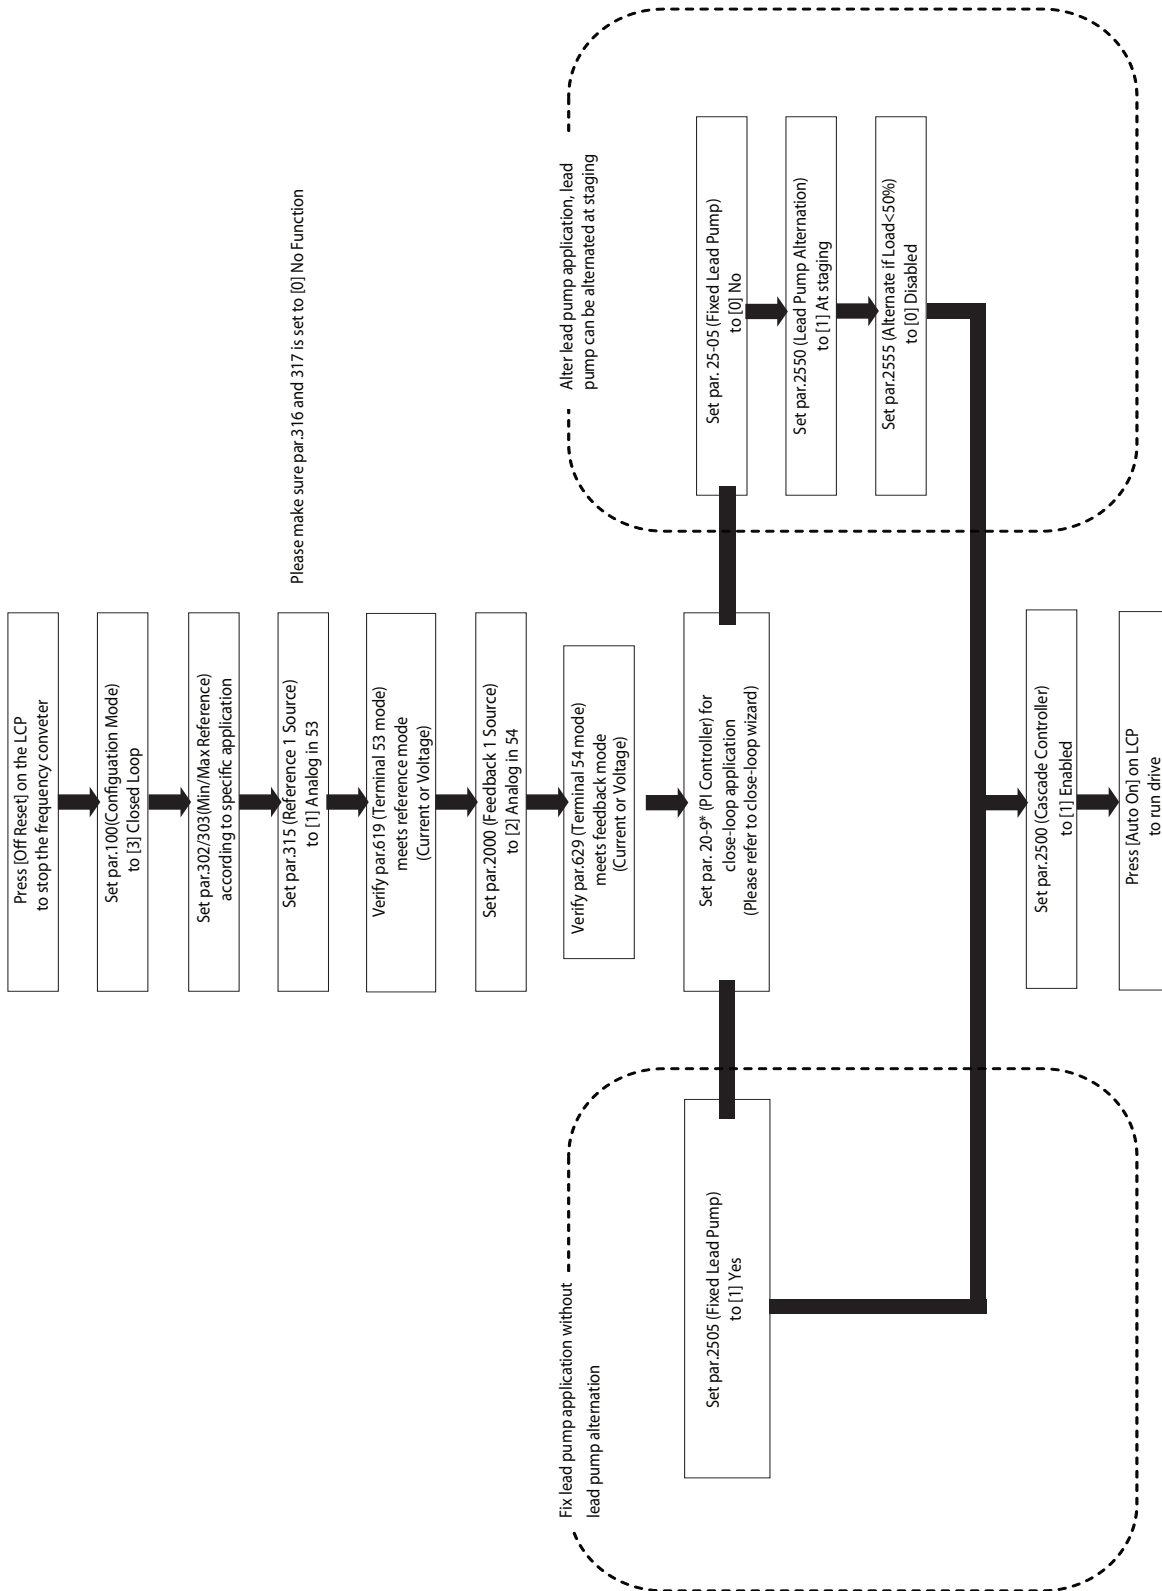 Press [Off Reset] on the LCP
to stop the frequency conveter
Set par.100(Configuation Mode)
to [3] Closed Loop
Set par.302/303(Min/Max Reference)
according to specific application
Set par.315 (Reference 1 Source)
to [1] Analog in 53
Please make sure par.316 and 317 is set to [0] No Function
Verify par.619 (Terminal 53 mode)
meets reference mode
(Current or Voltage)
Set par.2000 (Feedback 1 Source)
to [2] Analog in 54
Verify par.629 (Terminal 54 mode)
meets feedback mode
(Current or Voltage)
Set par. 20-9* (PI Controller) for
close-loop application
(Please refer to close-loop wizard)
Fix lead pump application without
lead pump alternation
Set par.2505 (Fixed Lead Pump)
to [1] Yes
Alter lead pump application, lead
pump can be alternated at staging
Set par. 25-05 (Fixed Lead Pump)
to [0] No
Set par.2550 (Lead Pump Alternation)
to [1] At staging
Set par.2555 (Alternate if Load<50%)
to [0] Disabled
Set par.2500 (Cascade Controller)
to [1] Enabled
Press [Auto On] on LCP
to run drive